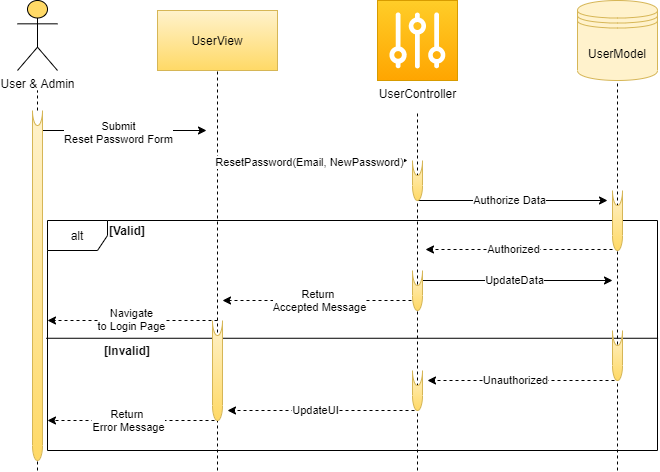 User & Admin
UserView
UserController
UserModel
Submit
Reset Password Form
ResetPassword(Email, NewPassword)
Authorize Data
alt
[Valid]
Authorized
UpdateData
Return
Accepted Message
Navigate
to Login Page
[Invalid]
Unauthorized
UpdateUI
Return
Error Message